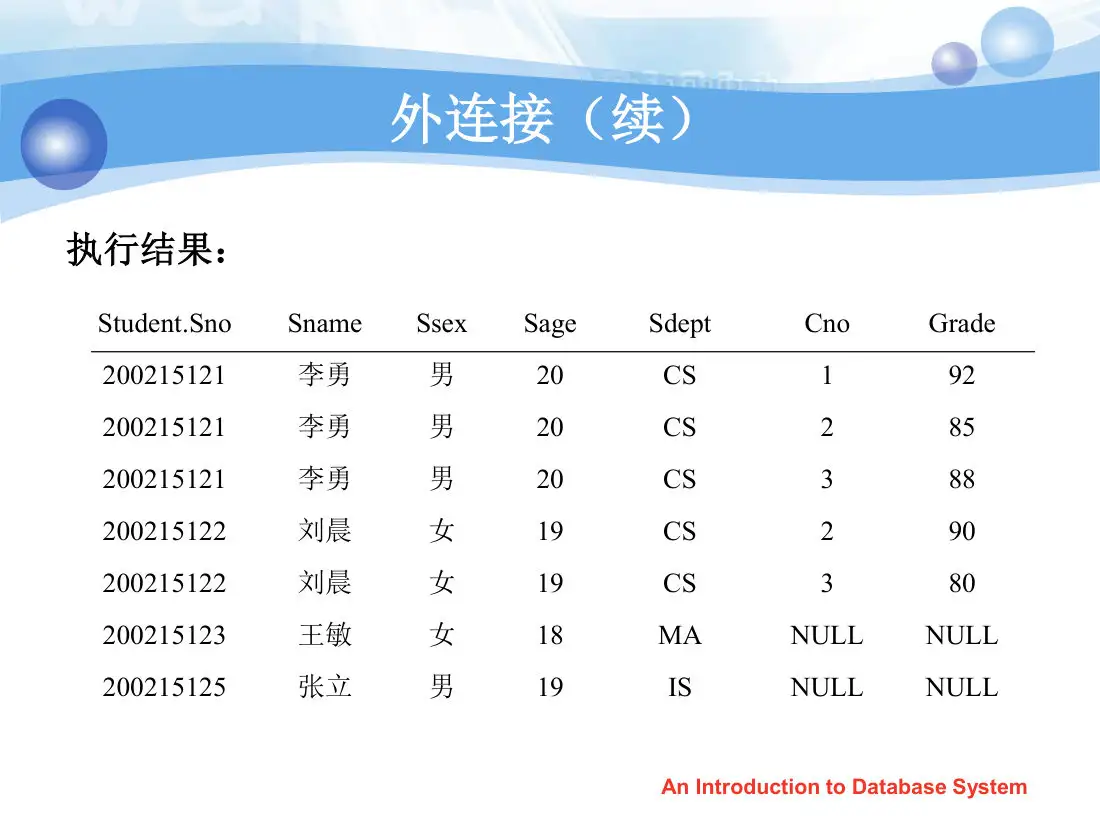 外连接（续）
执行结果：
Student.Sno Sname Ssex Sage Sdept Cno Grade
200215121 李勇 男 20 CS 1 92
200215121 李勇 男 20 CS 2 85
200215121 李勇 男 20 CS 3 88
200215122 刘晨 女 19 CS 2 90
200215122 刘晨 女 19 CS 3 80
200215123 王敏 女 18 MA NULL NULL
200215125 张立 男 19 IS NULL NULL
An Introduction to Database System